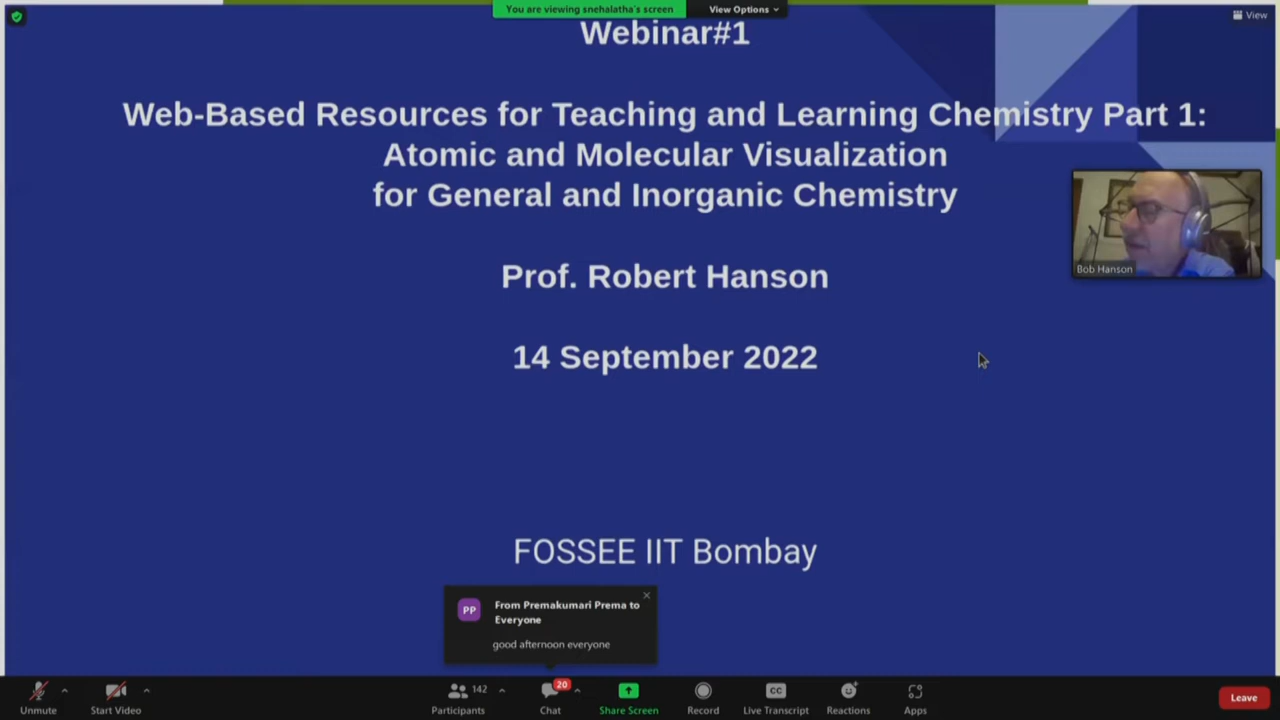 You are viewing snehalatha's screen
View Options
View
Webinar#1
Web-Based Resources for Teaching and Learning Chemistry Part 1:
Atomic and Molecular Visualization
for General and Inorganic Chemistry
Prof. Robert Hanson
Bob Hanson
14 September 2022
FOSSEE IIT Bombay
PP
From Premakumari Prema to
Everyone
good afternoon everyone
Unmute
Start Video
142
Participants
20
Chat
Share Screen
Record
CC
Live Transcript
Reactions
Apps
Leave